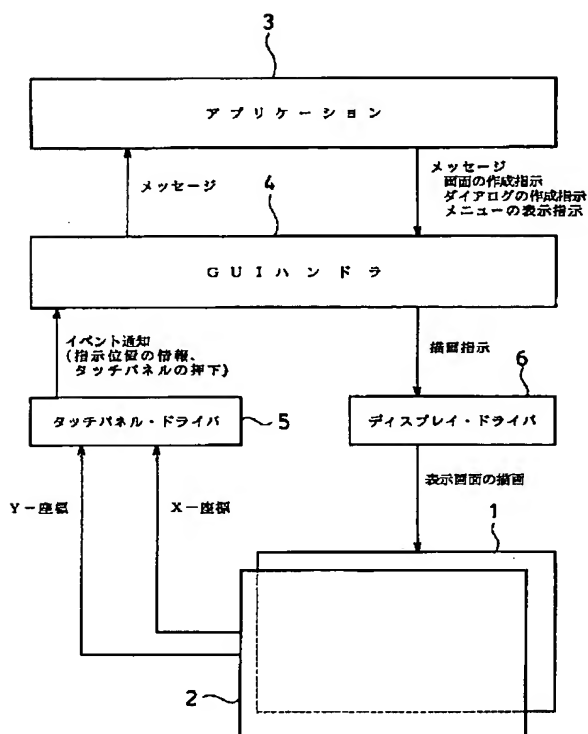 3
アプリケーション
メッセージ
4
メッセージ
画面の作成指示
ダイアログの作成指示
メニューの表示指示
GUIハンドラ
イベント通知
(指示位置の情報、
タッチパネルの押下)
描画指示
6
タッチパネル・ドライバ
5
ディスプレイ・ドライバ
表示画面の描画
Y−座標
X−座標
1
2